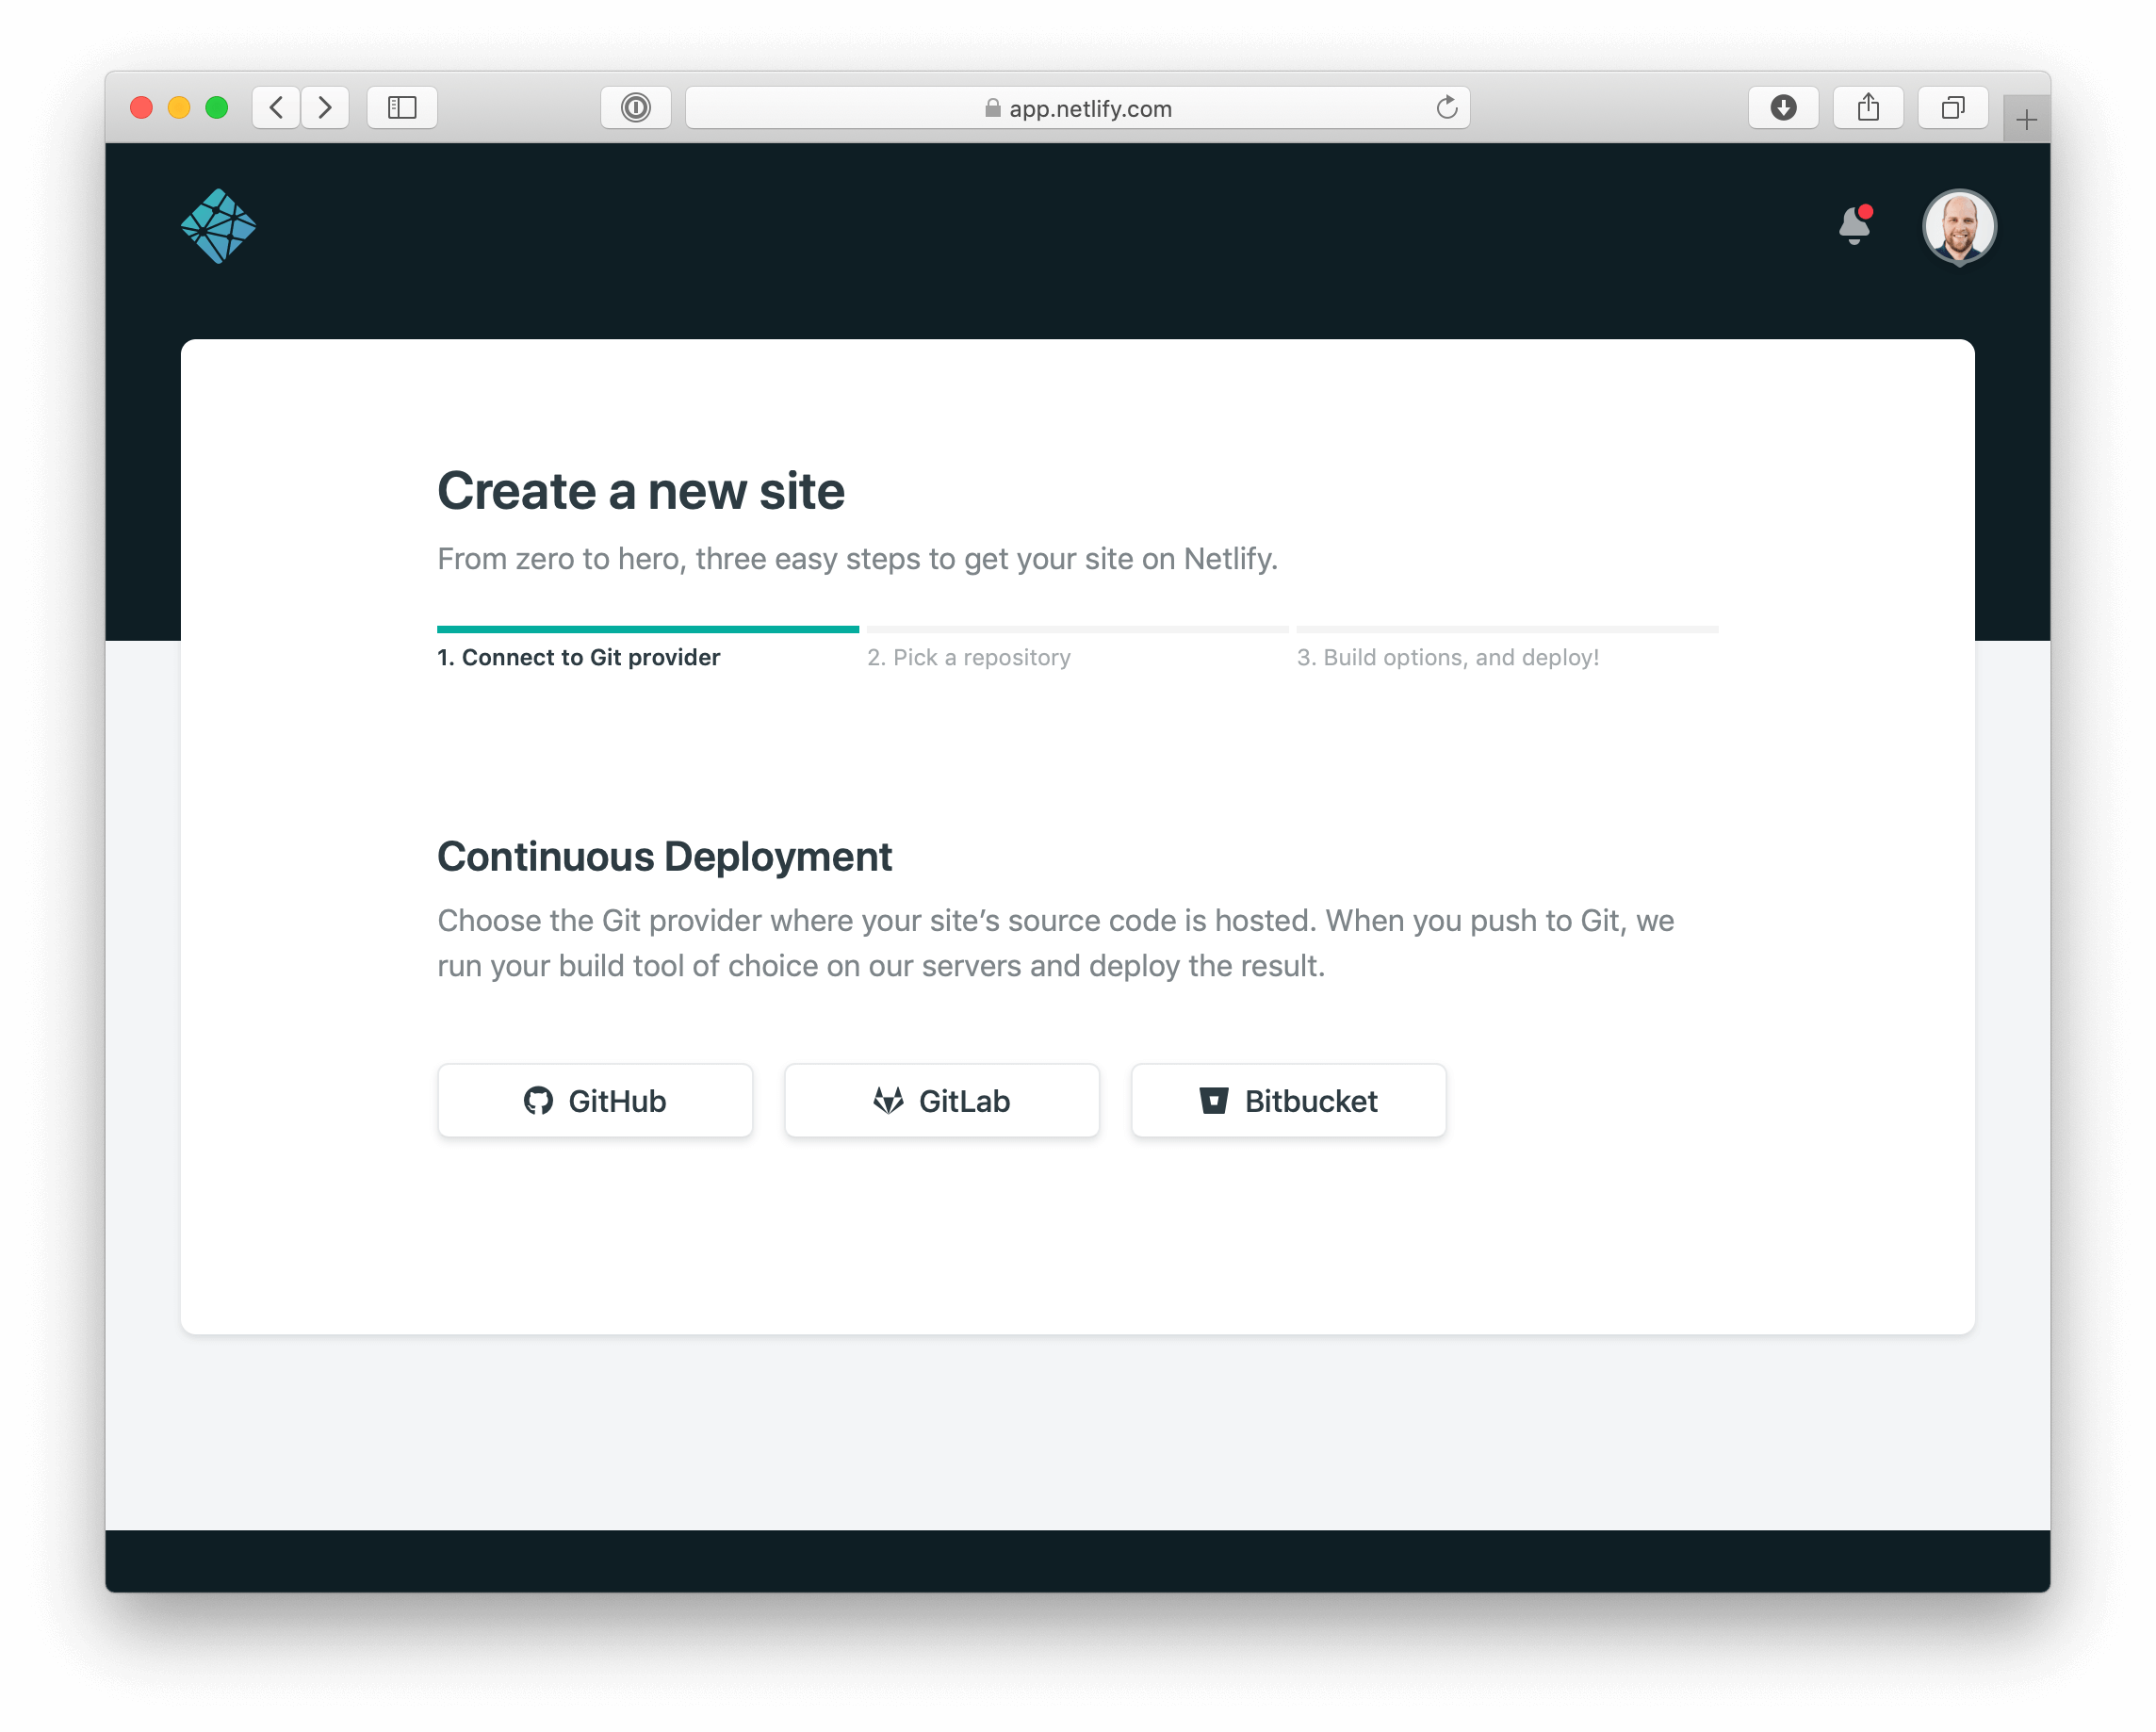 app.netlify.com
Create a new site
From zero to hero, three easy steps to get your site on Netlify.
1. Connect to Git provider
2. Pick a repository
3. Build options, and deploy!
Continuous Deployment
Choose the Git provider where your site’s source code is hosted. When you push to Git, we
run your build tool of choice on our servers and deploy the result.
GitHub
GitLab
Bitbucket